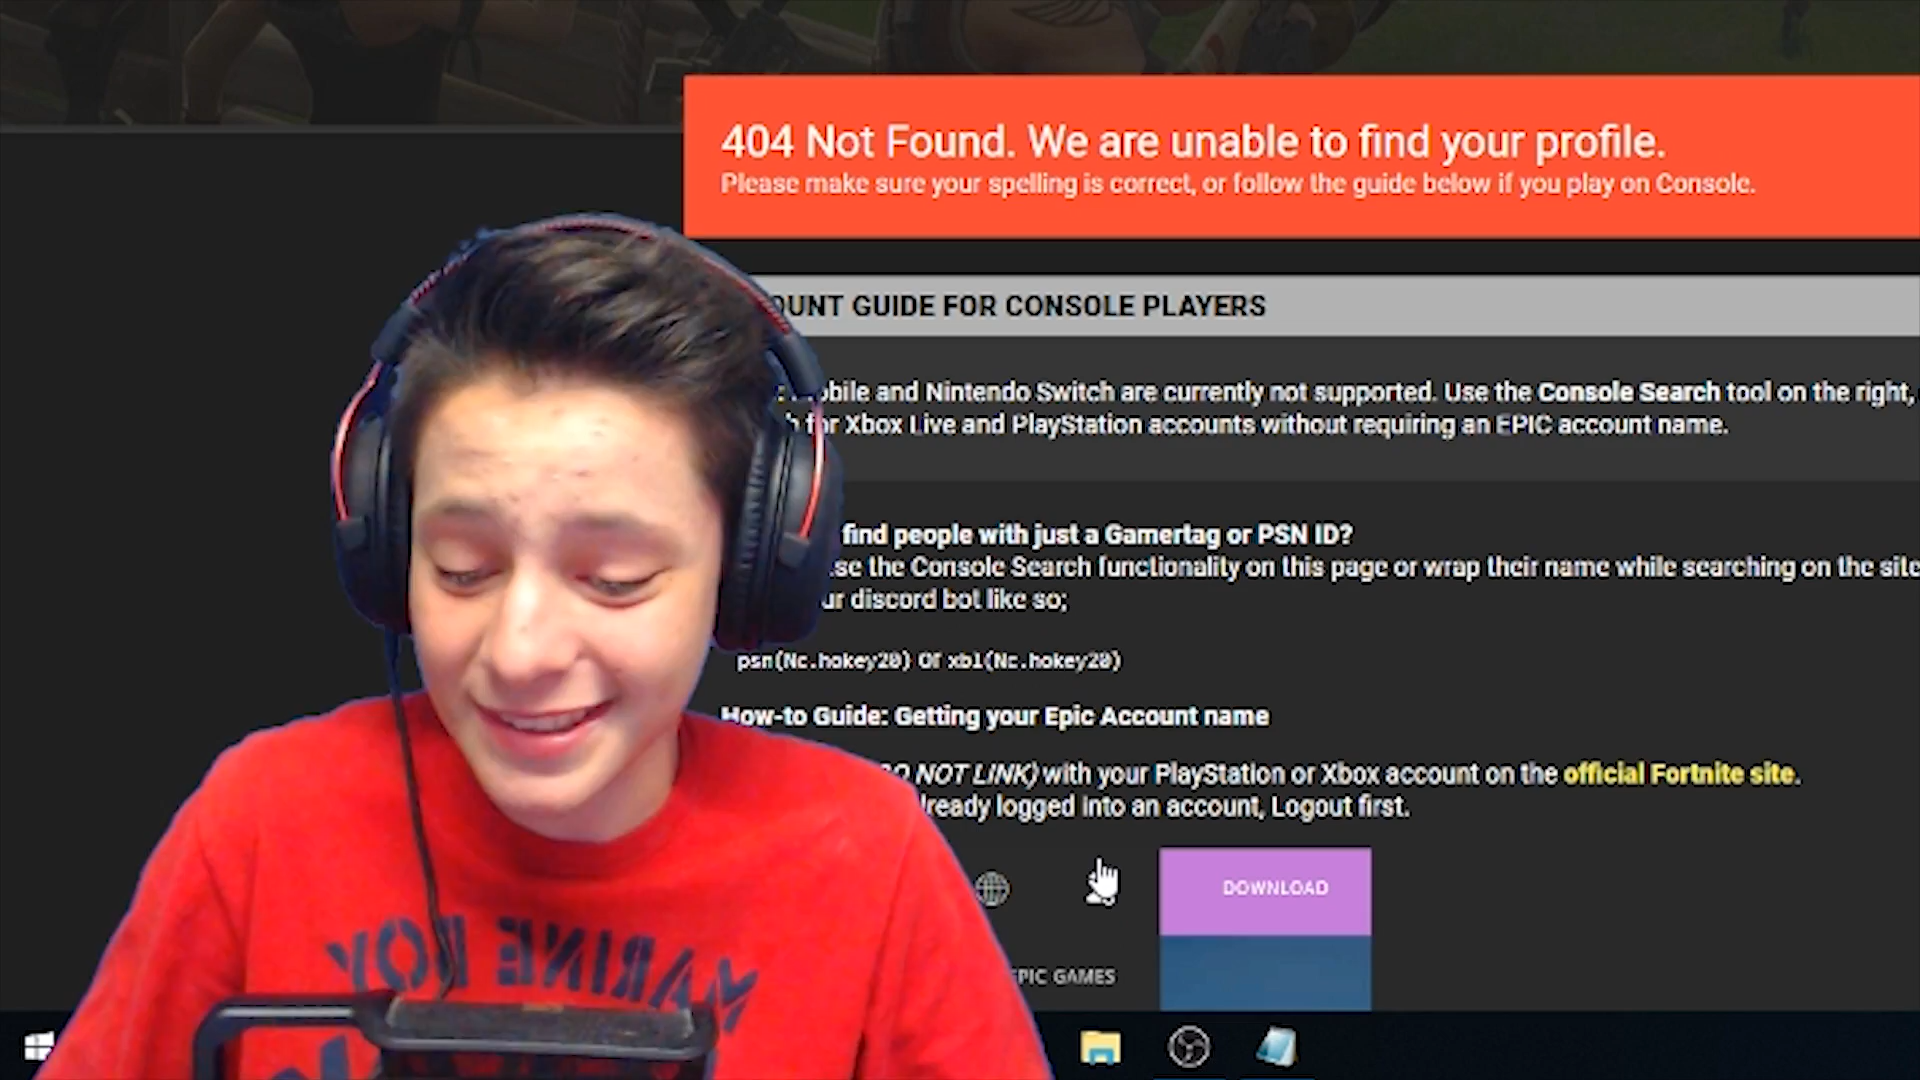 404 Not Found. We are unable to find your profile.
Please make sure your spelling is correct, or follow the guide below if you play on Console.
OUNT GUIDE FOR CONSOLE PLAYERS
obile and Nintendo Switch are currently not supported. Use the Console Search tool on the right,
h for Xbox Live and PlayStation accounts without requiring an EPIC account name.
find people with just a Gamertag or PSN ID?
se the Console Search functionality on this page or wrap their name while searching on the site
ur discord bot like so;
psn(Nc.hokey20) Or xbl(Nc.hokey20)
How-to Guide: Getting your Epic Account name
O NOT LINK) with your PlayStation or Xbox account on the official Fortnite site.
lready logged into an account, Logout first.
DOWNLOAD
EPIC GAMES
MARINE BOY